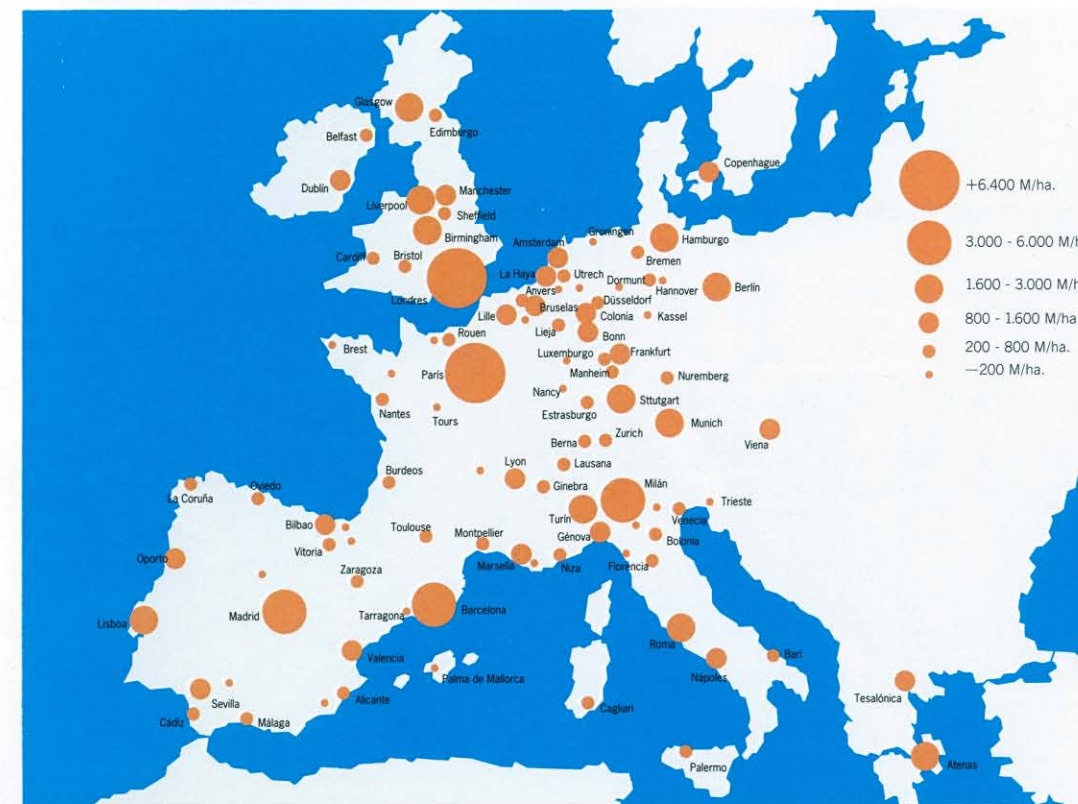 Glasgow
Edimbergo
Belfast
Copenhague
Dublín
Manchester
Liverpool
Sheffield
Birmingham
Groningen
Hamburgo
Amsterdam
Cardiff
Bristol
Bremen
La Haya
Utrech
Dormunt
Hannover
Berlín
Londres
Anvers
Bruselas
Düsseldorf
Lille
Colonia
Kassel
Lieja
Rouen
Bonn
Brest
Luxemburgo
Frankfurt
París
Manheim
Nuremberg
Nancy
Sttutgart
Nantes
Tours
Estrasburgo
Munich
Viena
Berna
Zurich
Lyon
Lausana
Burdeos
Ginebra
Milán
La Coruña
Oviedo
Trieste
Turín
Venecia
Bilbao
Toulouse
Montpellier
Génova
Bolonia
Vitoria
Oporto
Zaragoza
Marsella
Niza
Florencia
Madrid
Tarragona
Barcelona
Lisboa
Roma
Valencia
Bari
Palma de Mallorca
Nápoles
Tesalónica
Sevilla
Alicante
Cagliari
Cadiz
Málaga
Palermo
Atenas
+6.400 M/ha.
3.000 - 6.000 M/h
1.600 - 3.000 M/h
800 - 1.600 M/ha.
200 - 800 M/ha.
—200 M/ha.